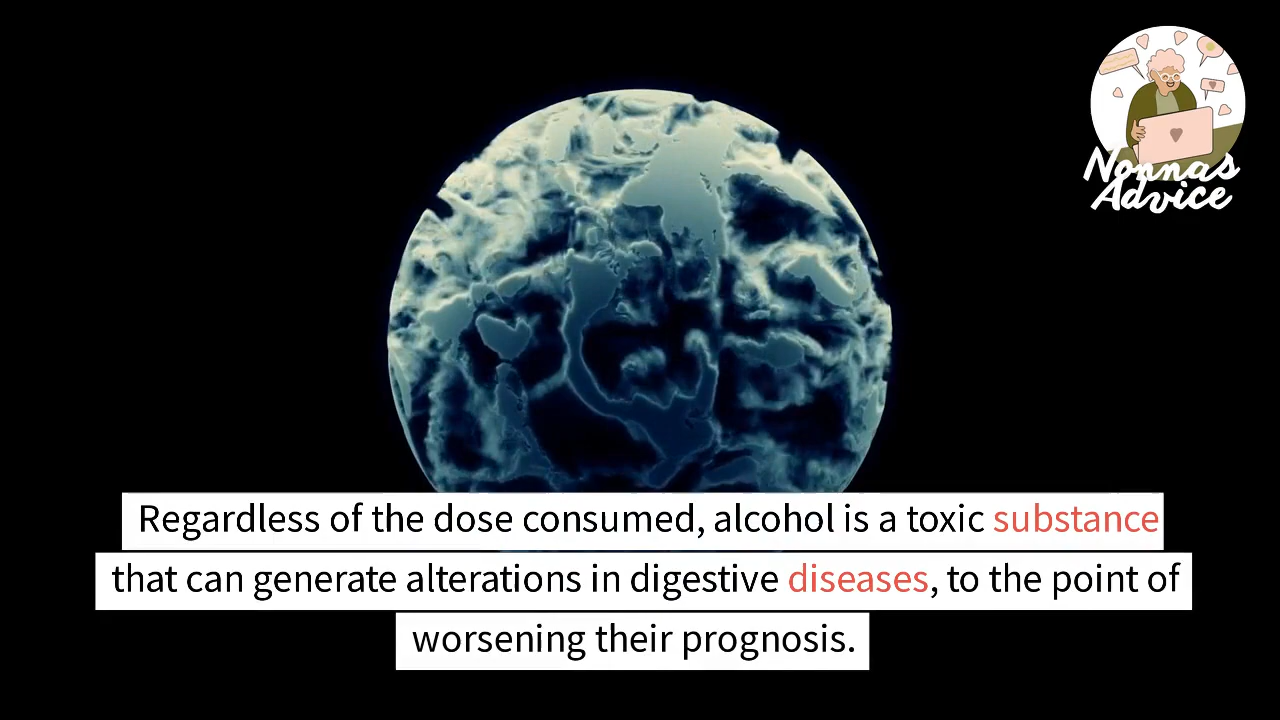 Nonnas
Advice
Regardless of the dose consumed, alcohol is a toxic substance
that can generate alterations in digestive diseases, to the point of
worsening their prognosis.